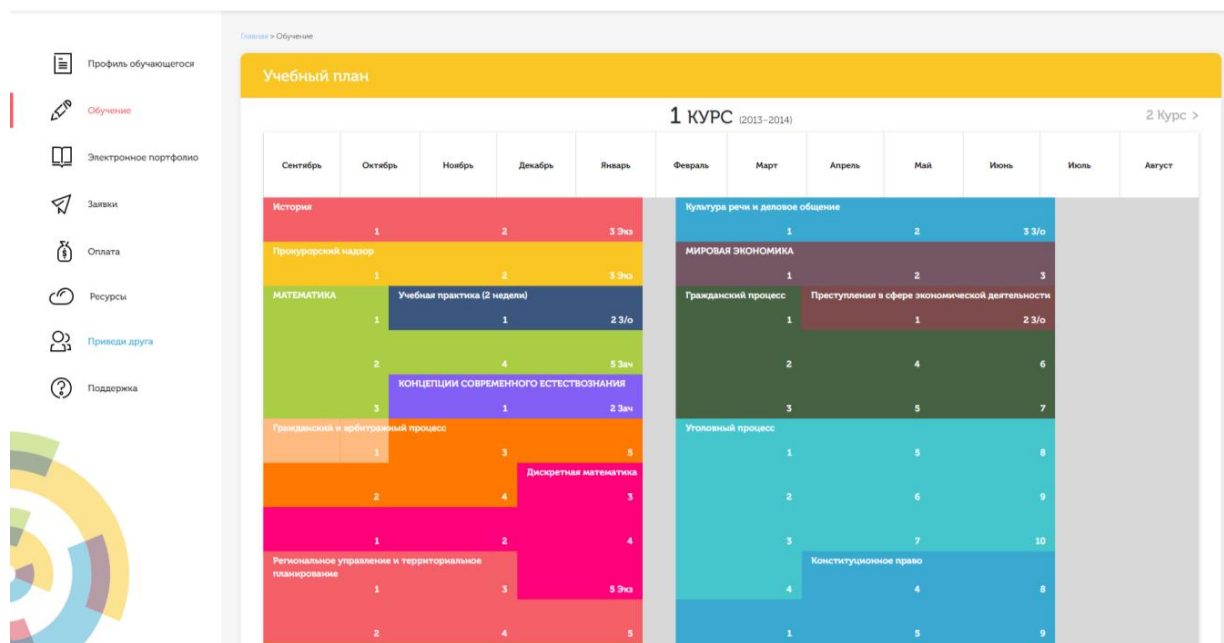 Главная > Обучение
Профиль обучающегося
Обучение
Электронное портфолио
Заявки
Оплата
Ресурсы
Приведи друга
Поддержка
Учебный план
1 КУРС (2013-2014)
2 Курс >
Сентябрь Октябрь Ноябрь Декабрь Январь Февраль Март Апрель Май Июнь Июль Август
История Культура речи и деловое общение
1 2 3 Экз 1 2 3 З/о
Прокурорский надзор МИРОВАЯ ЭКОНОМИКА
1 2 3 Экз 1 2 3
МАТЕМАТИКА Учебная практика (2 недели) Гражданский процесс Преступления в сфере экономической деятельности
1 1 2 З/о 1 1 2 З/о
2 4 5 Зач 2 4 6
КОНЦЕПЦИИ СОВРЕМЕННОГО ЕСТЕСТВОЗНАНИЯ
3 1 2 Зач 3 5 7
Гражданский и арбитражный процесс Уголовный процесс
1 3 5 1 5 8
Дискретная математика
2 4 3 2 6 9
1 2 4 3 7 10
Региональное управление и территориальное Конституционное право
планирование
1 3 5 Экз 4 4 8
2 4 5 1 5 9